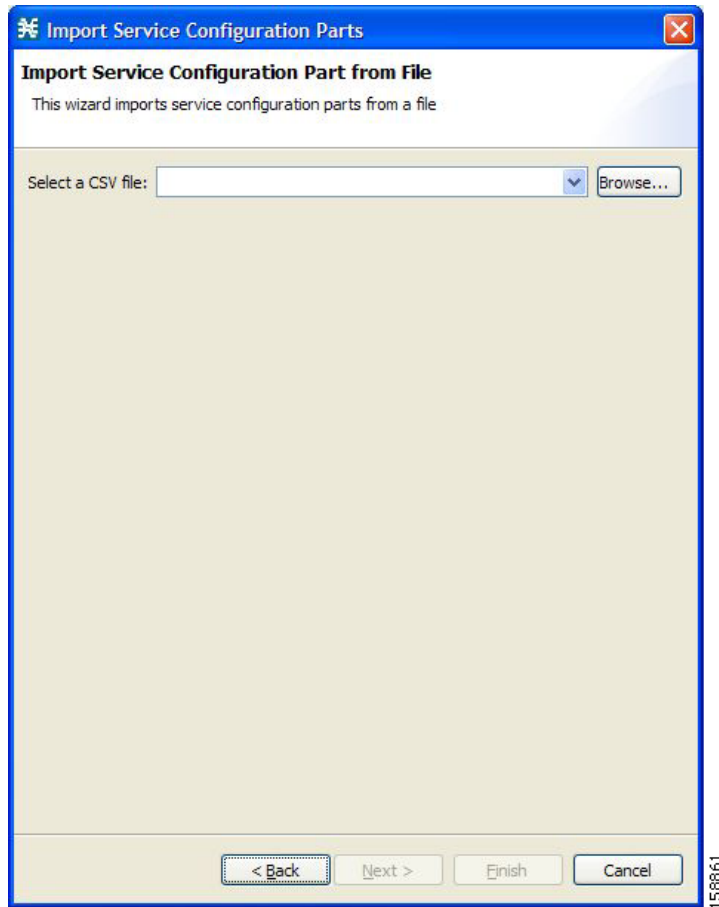 Import Service Configuration Parts
Import Service Configuration Part from File
This wizard imports service configuration parts from a file
Select a CSV file:
Browse...
< Back
Next >
Finish
Cancel
158861